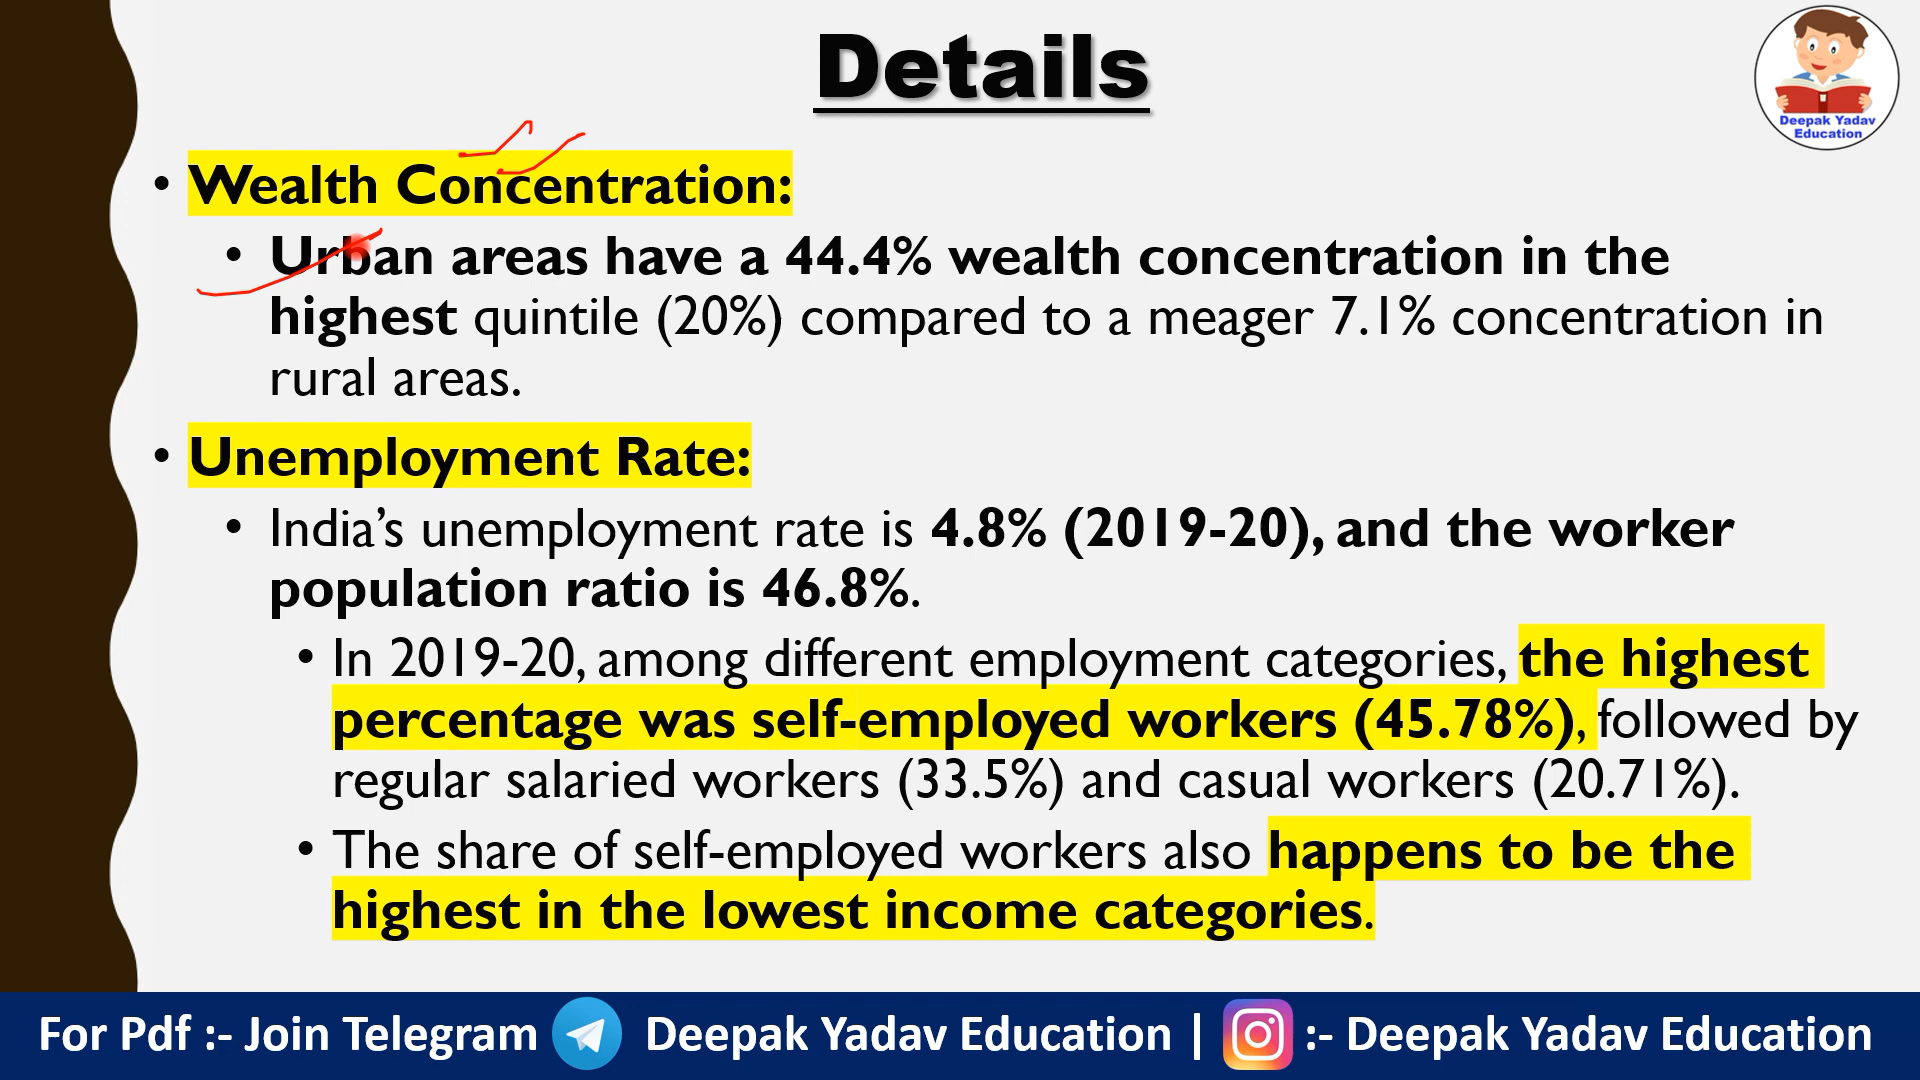 Details
Deepak Yadav
Education
• Wealth Concentration:
• Urban areas have a 44.4% wealth concentration in the
highest quintile (20%) compared to a meager 7.1% concentration in
rural areas.
• Unemployment Rate:
• India’s unemployment rate is 4.8% (2019-20), and the worker
population ratio is 46.8%.
• In 2019-20, among different employment categories, the highest
percentage was self-employed workers (45.78%), followed by
regular salaried workers (33.5%) and casual workers (20.71%).
• The share of self-employed workers also happens to be the
highest in the lowest income categories.
For Pdf :- Join Telegram Deepak Yadav Education | :- Deepak Yadav Education